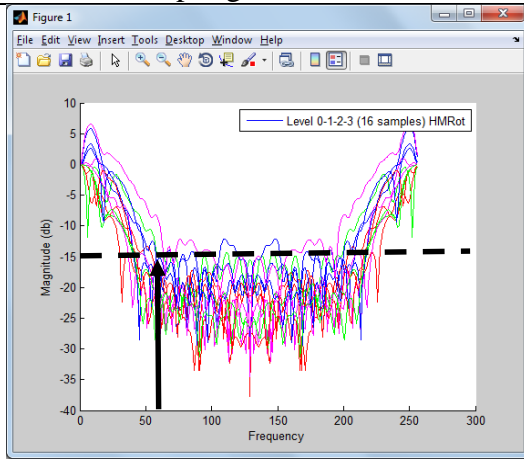 Figure 1
File Edit View Insert Tools Desktop Window Help
Level 0-1-2-3 (16 samples) HMRot
10
5
0
-5
-10
-15
-20
-25
-30
-35
-40
Magnitude (db)
0 50 100 150 200 250 300
Frequency